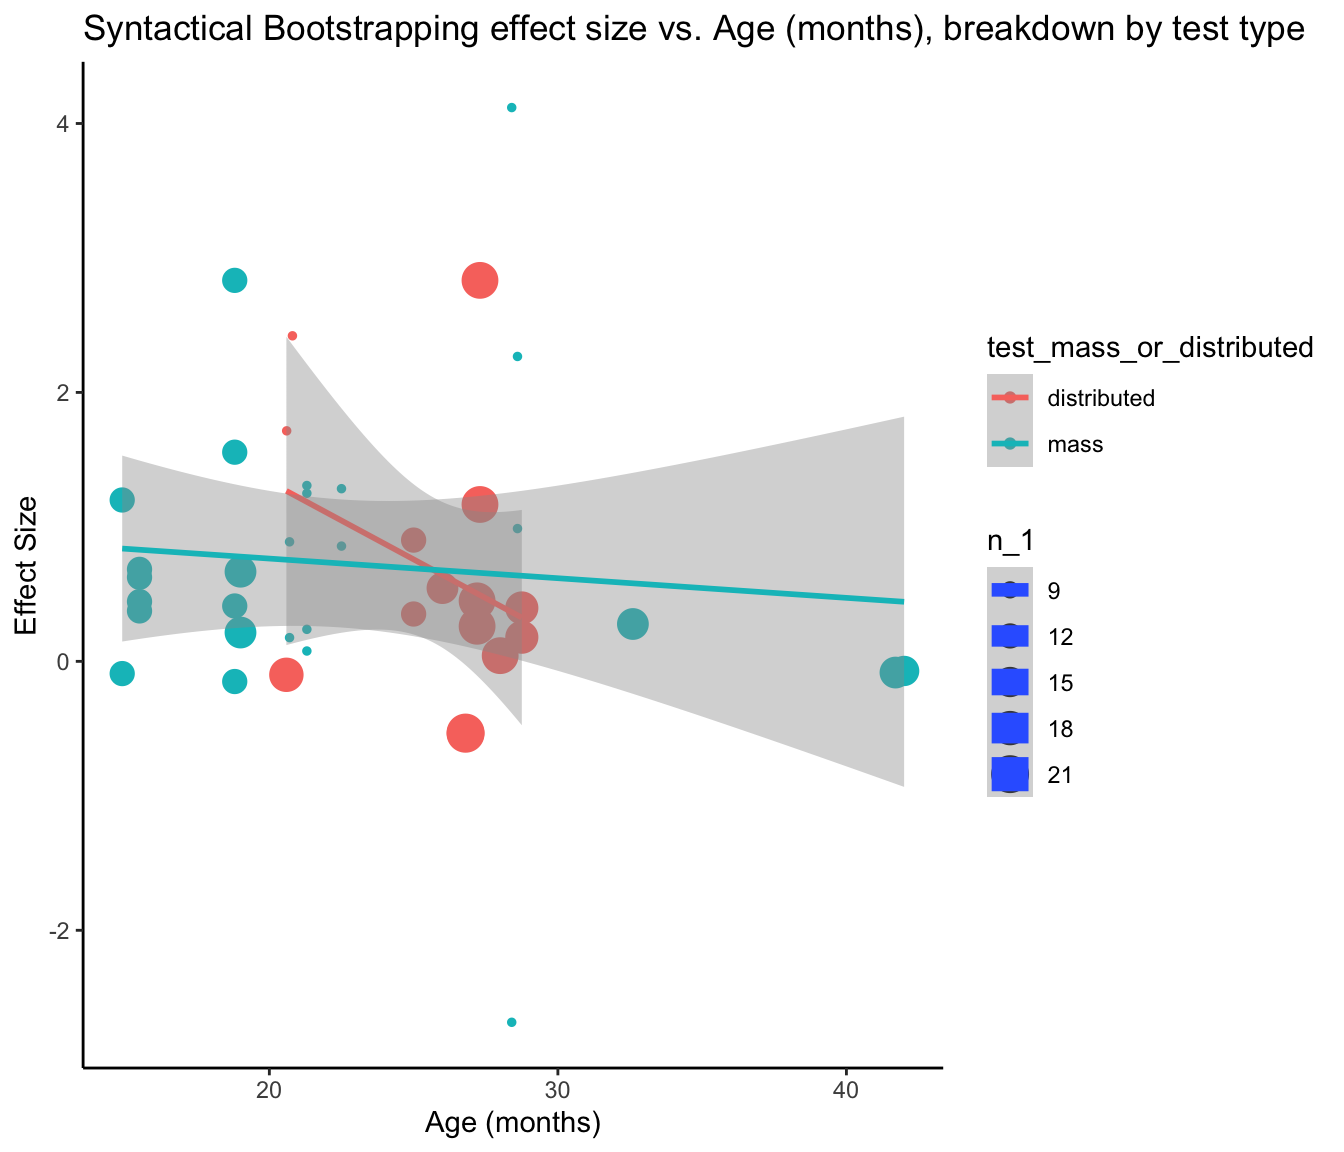 Syntactical Bootstrapping effect size vs. Age (months), breakdown by test type
4
2
0
-2
Effect Size
20
30
40
Age (months)
test_mass_or_distributed
distributed
mass
n_1
9
12
15
18
21